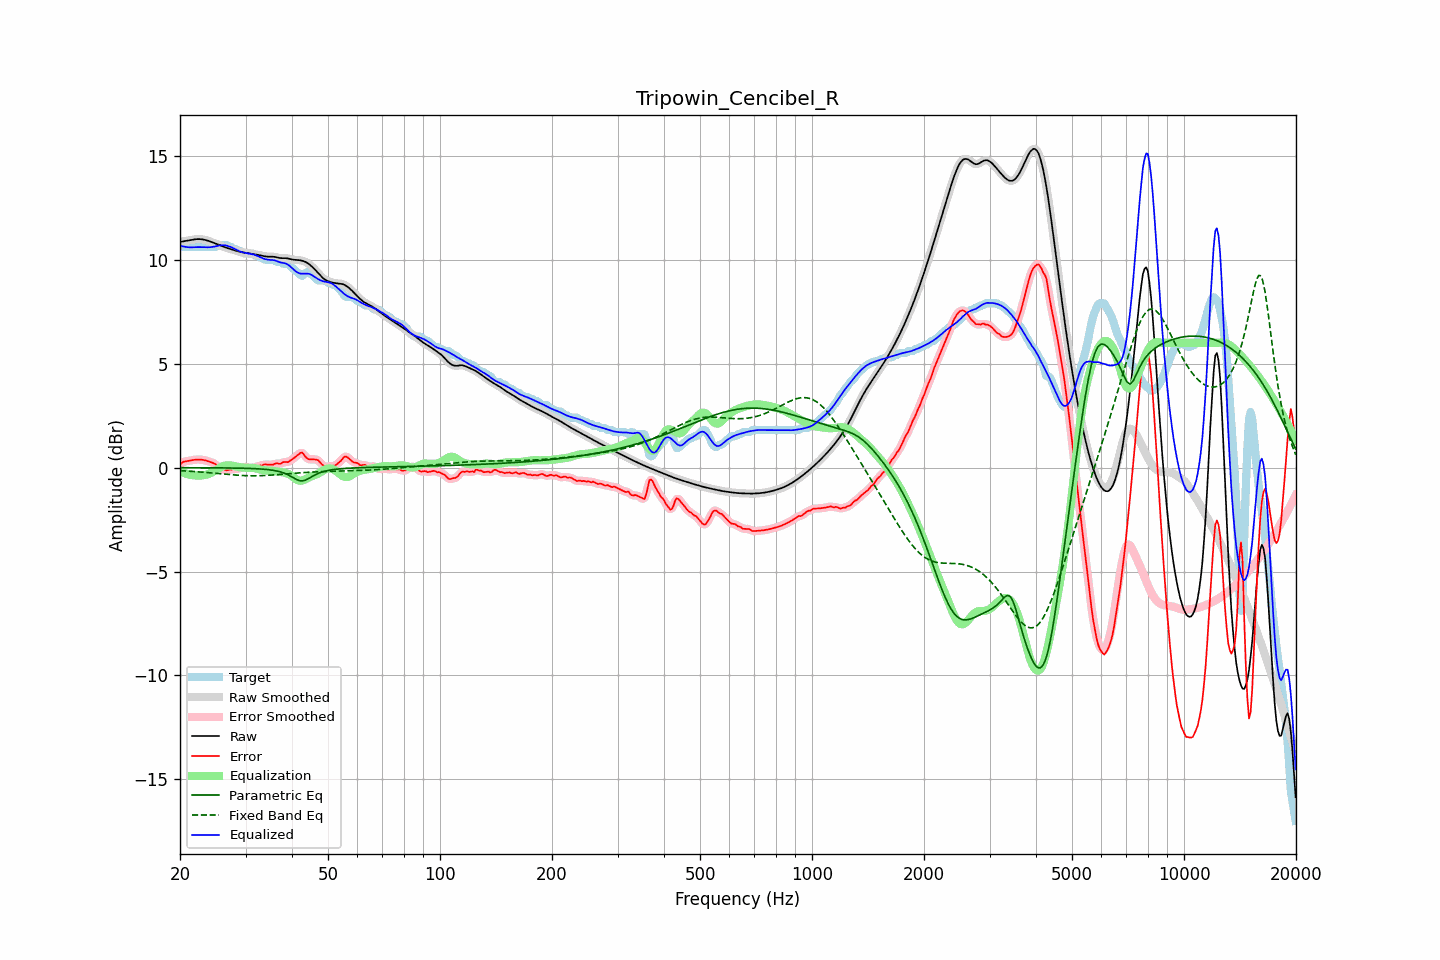 Tripowin_Cencibel_R
15
10
5
0
−5
−10
−15
Amplitude (dBr)
Target
Raw Smoothed
Error Smoothed
Raw
Error
Equalization
Parametric Eq
Fixed Band Eq
Equalized
20 50 100 200 500 1000 2000 5000 10000 20000
Frequency (Hz)